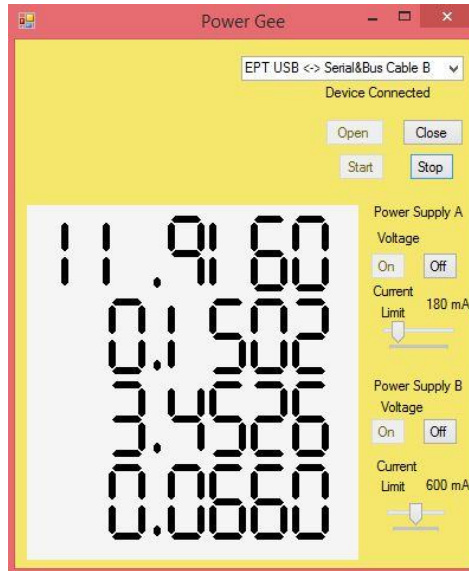 Power Gee
EPT USB <-> Serial&Bus Cable B
Device Connected
Open Close
Start Stop
11.9160
0.1502
3.4526
0.0660
Power Supply A
Voltage
On Off
Current
Limit 180 mA
Power Supply B
Voltage
On Off
Current
Limit 600 mA